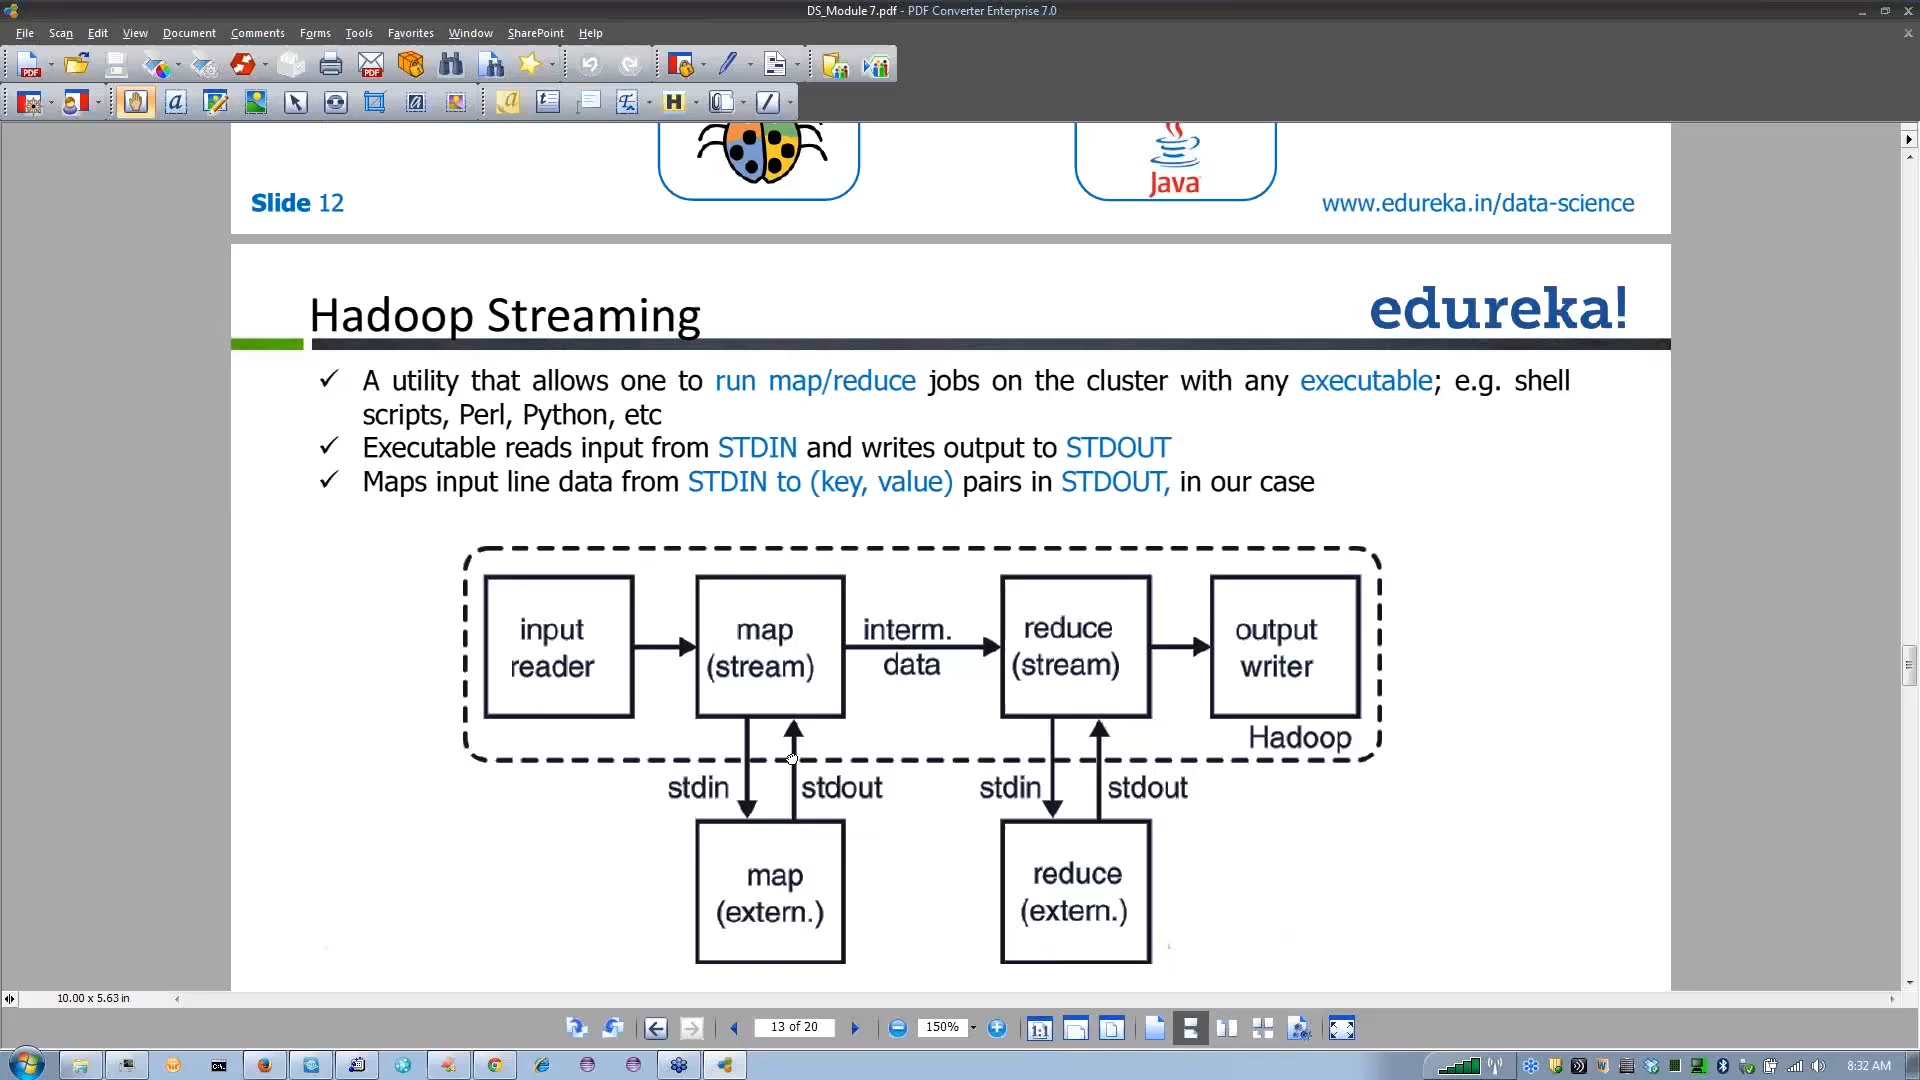 DS_Module 7.pdf - PDF Converter Enterprise 7.0
File Scan Edit View Document Comments Forms Tools Favorites Window SharePoint Help
Java
Slide 12
www.edureka.in/data-science
Hadoop Streaming
edureka!
✓ A utility that allows one to run map/reduce jobs on the cluster with any executable; e.g. shell
scripts, Perl, Python, etc
✓ Executable reads input from STDIN and writes output to STDOUT
✓ Maps input line data from STDIN to (key, value) pairs in STDOUT, in our case
input
reader
map
(stream)
interm.
data
reduce
(stream)
output
writer
Hadoop
stdin
stdout
stdin
stdout
map
(extern.)
reduce
(extern.)
10.00 x 5.63 in
13 of 20
150%
8:32 AM